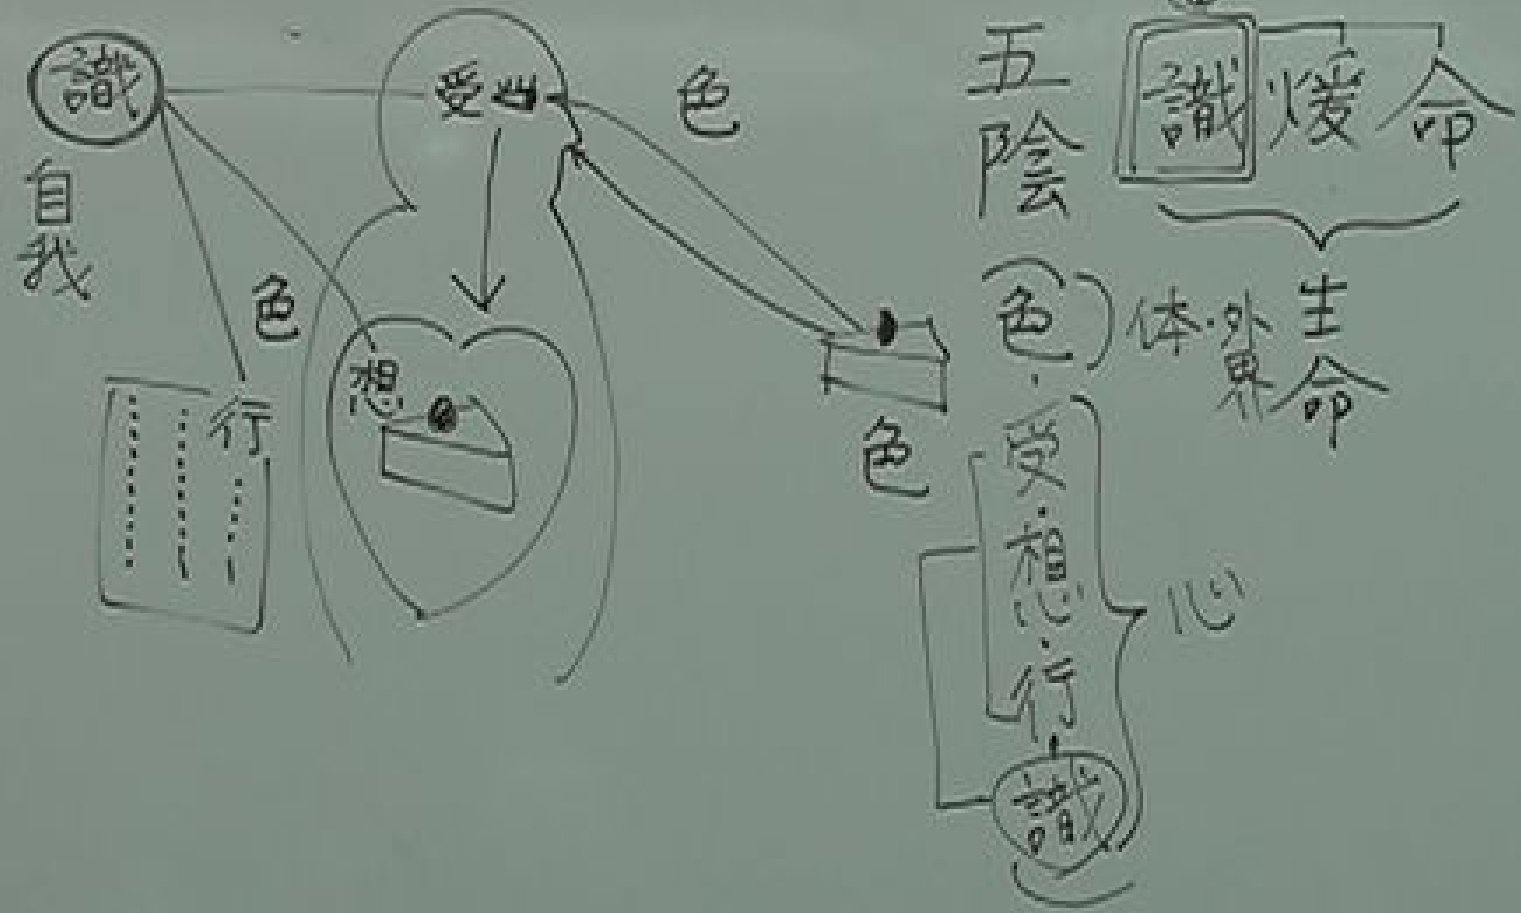 識
自我
受
色
色
想
行
色
五陰
識煖命
生命
色
体・外界
受・想・行・識
心